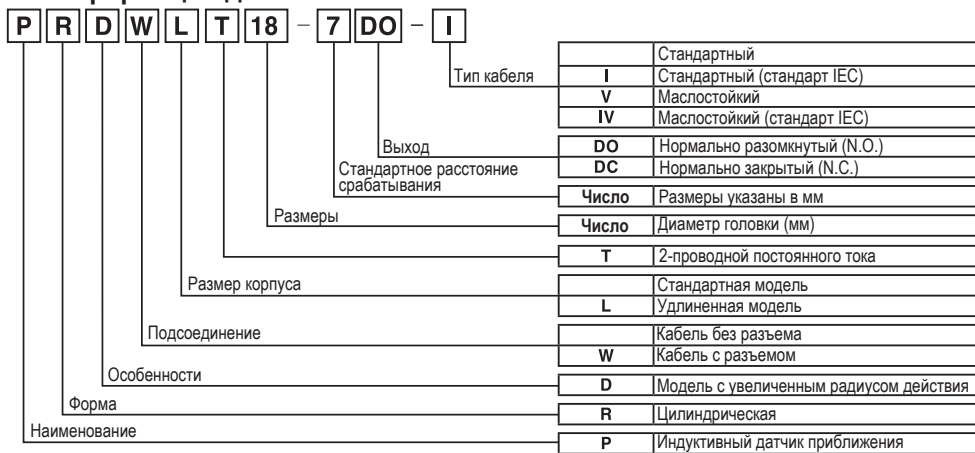 P R D W L T 18 – 7 DO – I
Стандартный
Тип кабеля
I Стандартный (стандарт IEC)
V Маслостойкий
IV Маслостойкий (стандарт IEC)
Выход
DO Нормально разомкнутый (N.O.)
DC Нормально закрытый (N.C.)
Стандартное расстояние
срабатывания
Число Размеры указаны в мм
Размеры
Число Диаметр головки (мм)
T 2-проводной постоянного тока
Размер корпуса
Стандартная модель
L Удлиненная модель
Подсоединение
Кабель без разъема
W Кабель с разъемом
Особенности
D Модель с увеличенным радиусом действия
Форма
R Цилиндрическая
Наименование
P Индуктивный датчик приближения